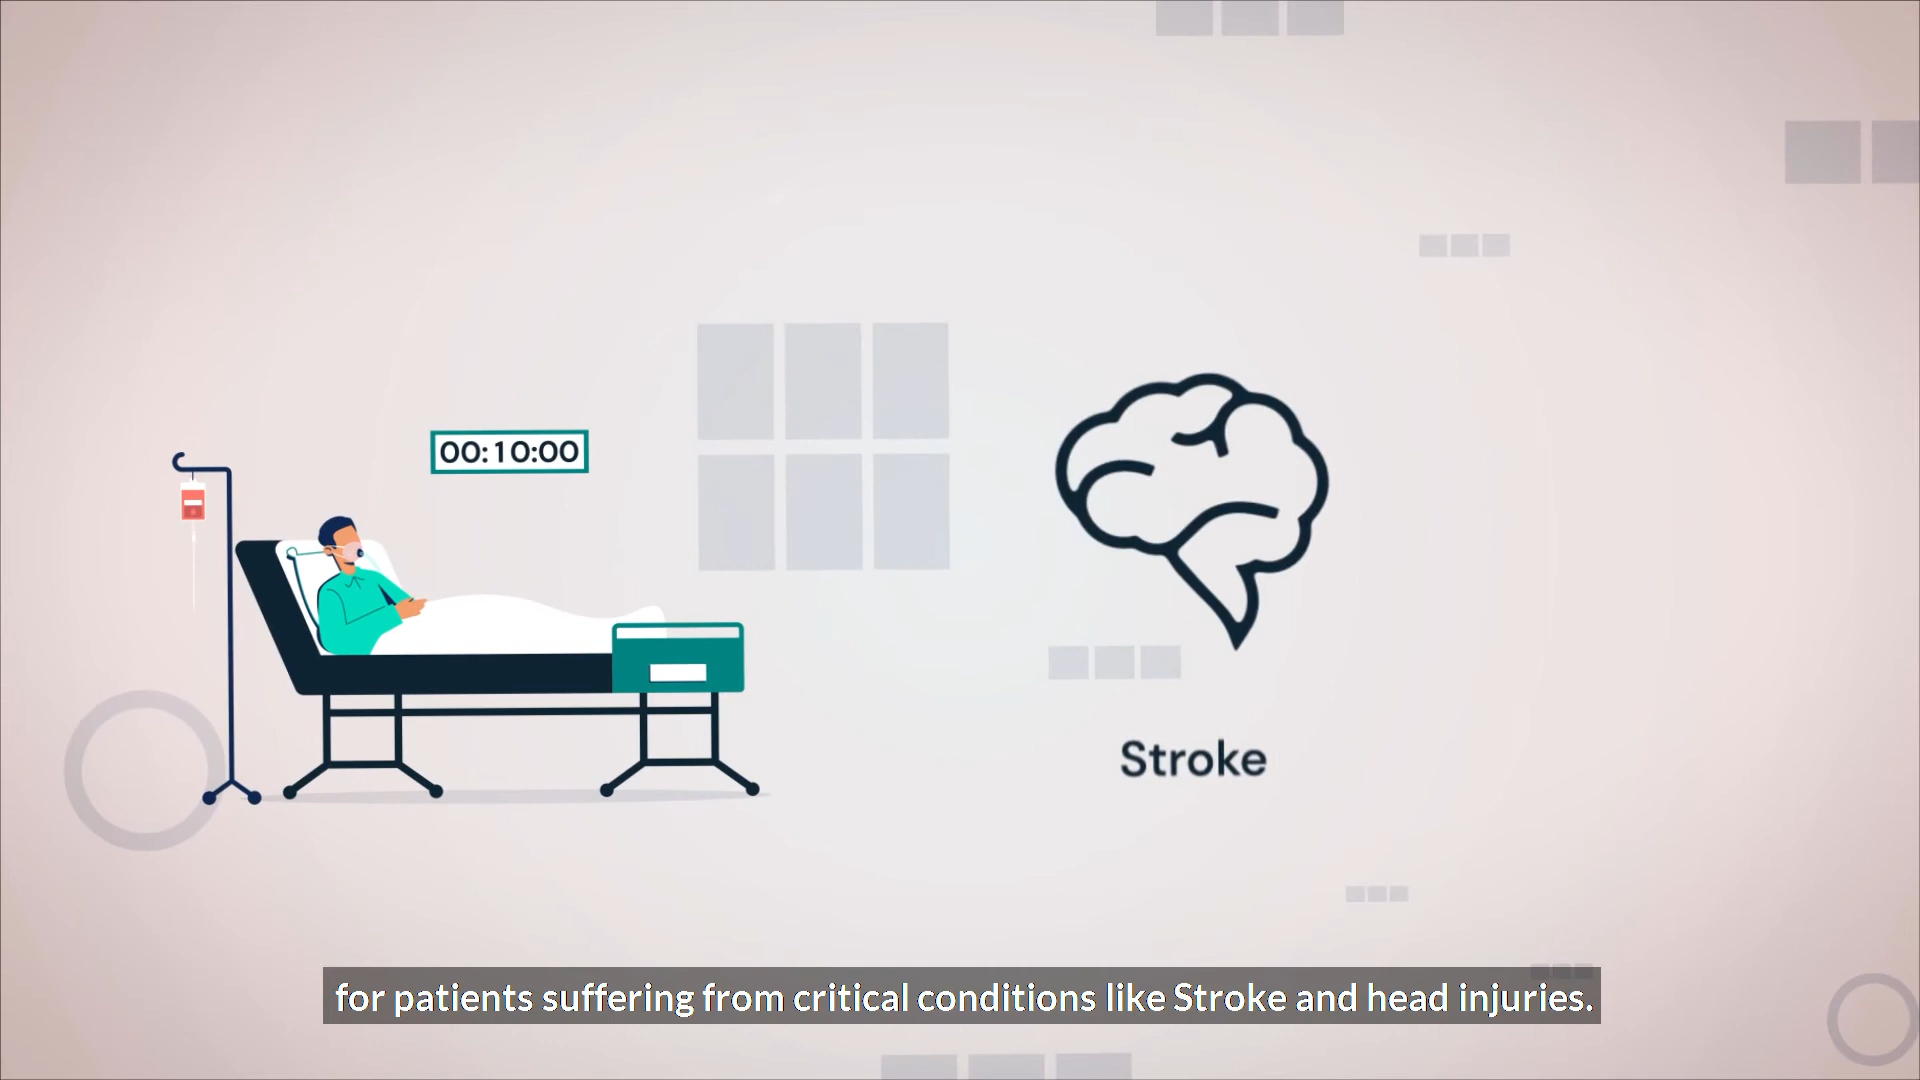 00:10:00
Stroke
for patients suffering from critical conditions like Stroke and head injuries.